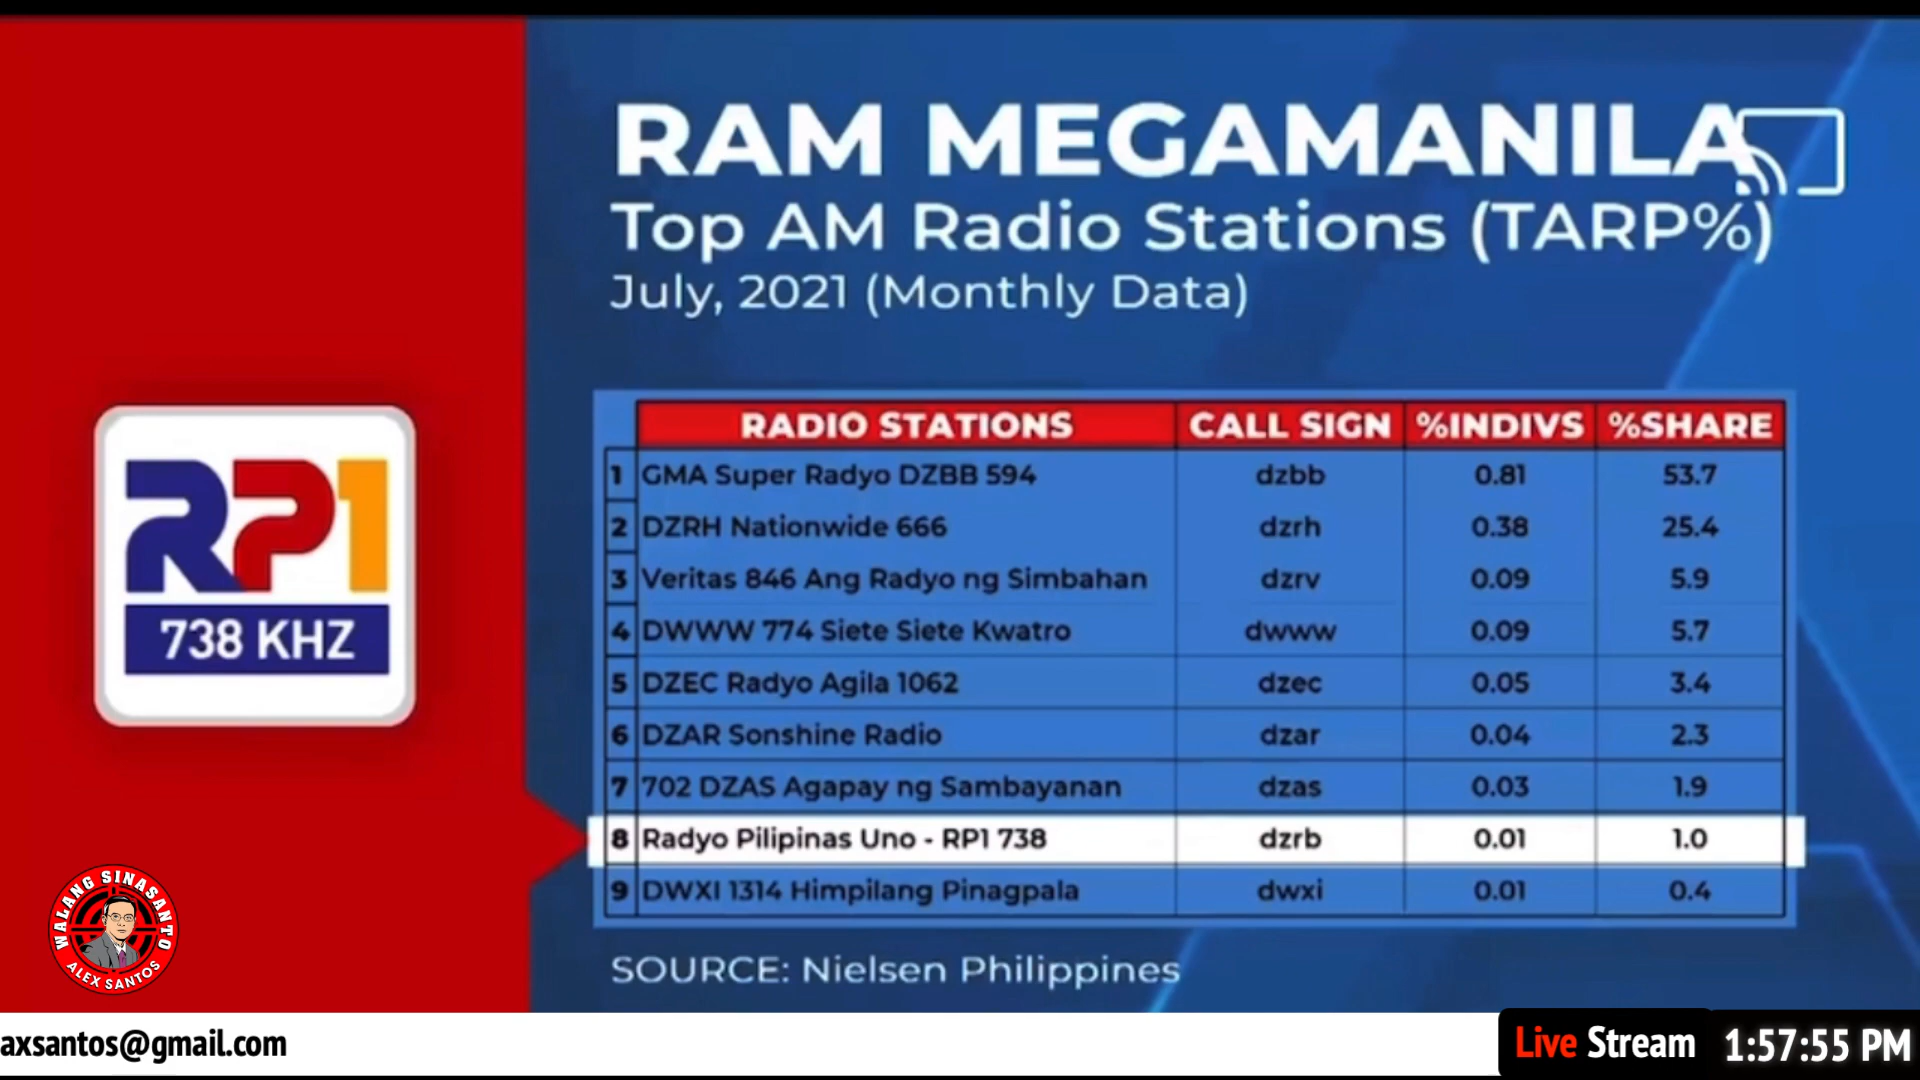 RAM MEGAMANILA
Top AM Radio Stations (TARP%)
July, 2021 (Monthly Data)
RP1
738 KHZ
RADIO STATIONS CALL SIGN %INDIVS %SHARE
1 GMA Super Radyo DZBB 594 dzbb 0.81 53.7
2 DZRH Nationwide 666 dzrh 0.38 25.4
3 Veritas 846 Ang Radyo ng Simbahan dzrv 0.09 5.9
4 DWWW 774 Siete Siete Kwatro dwww 0.09 5.7
5 DZEC Radyo Agila 1062 dzec 0.05 3.4
6 DZAR Sonshine Radio dzar 0.04 2.3
7 702 DZAS Agapay ng Sambayanan dzas 0.03 1.9
8 Radyo Pilipinas Uno - RP1 738 dzrb 0.01 1.0
9 DWXI 1314 Himpilang Pinagpala dwxi 0.01 0.4
SOURCE: Nielsen Philippines
WALANG SINASANTO
ALEX SANTOS
axsantos@gmail.com
Live Stream 1:57:55 PM